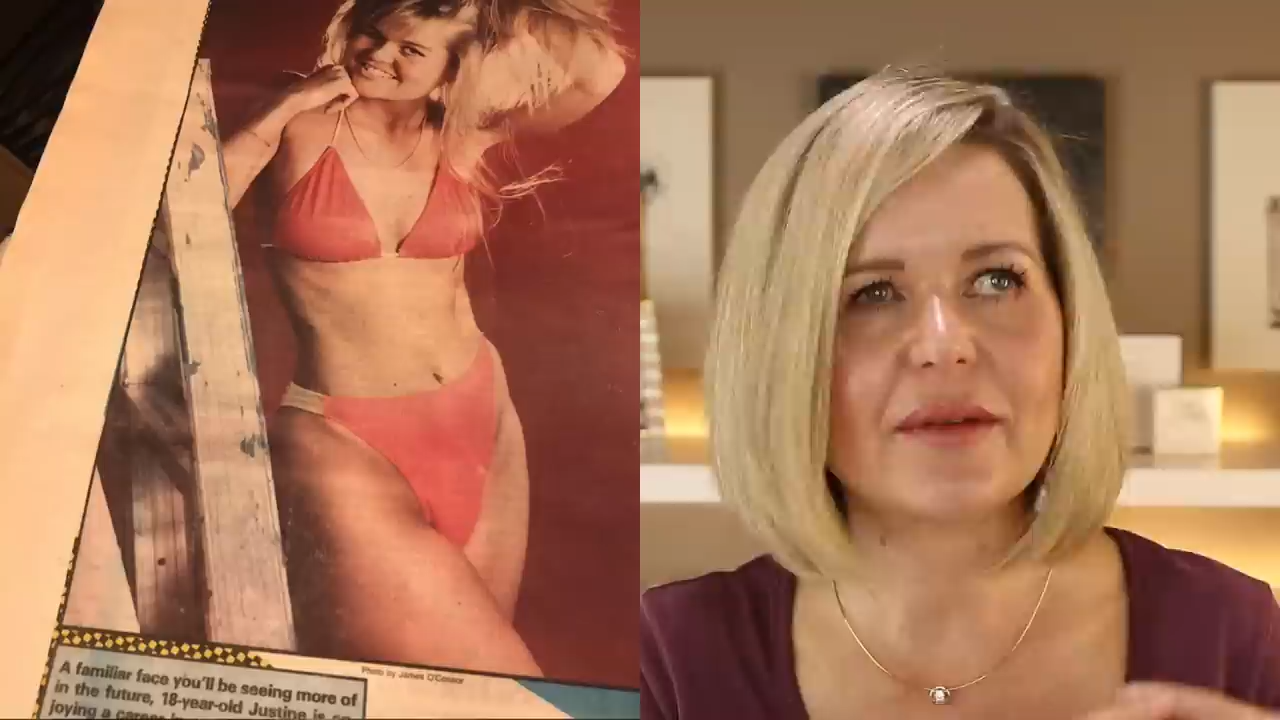 Photo by James O'Connor
A familiar face you'll be seeing more of
in the future, 18-year-old Justine is
joying a